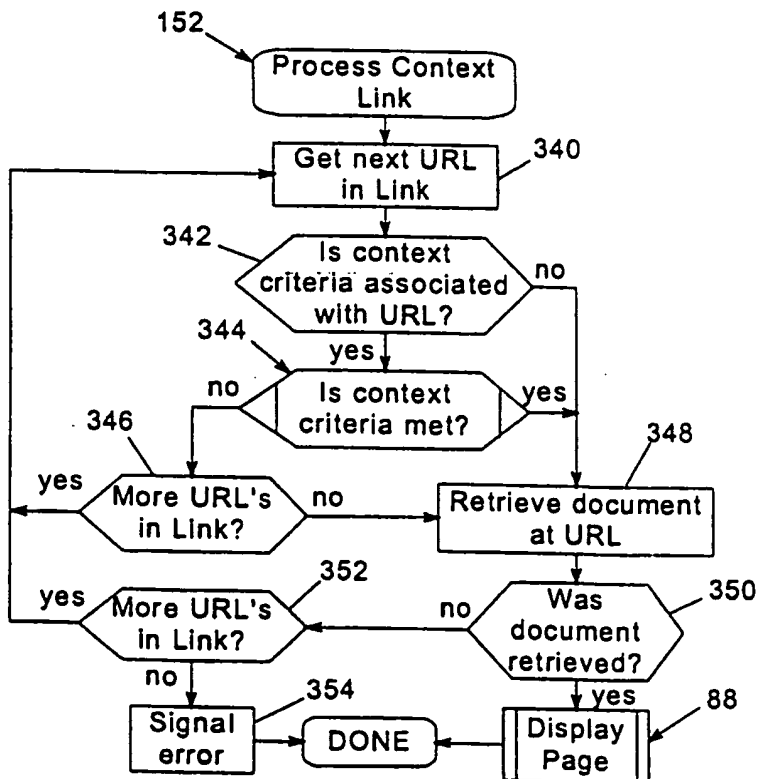 152
Process Context
Link
Get next URL
in Link
340
342
Is context
criteria associated
with URL?
no
yes
344
Is context
criteria met?
no
yes
346
More URL's
in Link?
yes
no
348
Retrieve document
at URL
352
More URL's
in Link?
yes
no
350
Was
document
retrieved?
no
yes
354
Signal
error
DONE
Display
Page
88